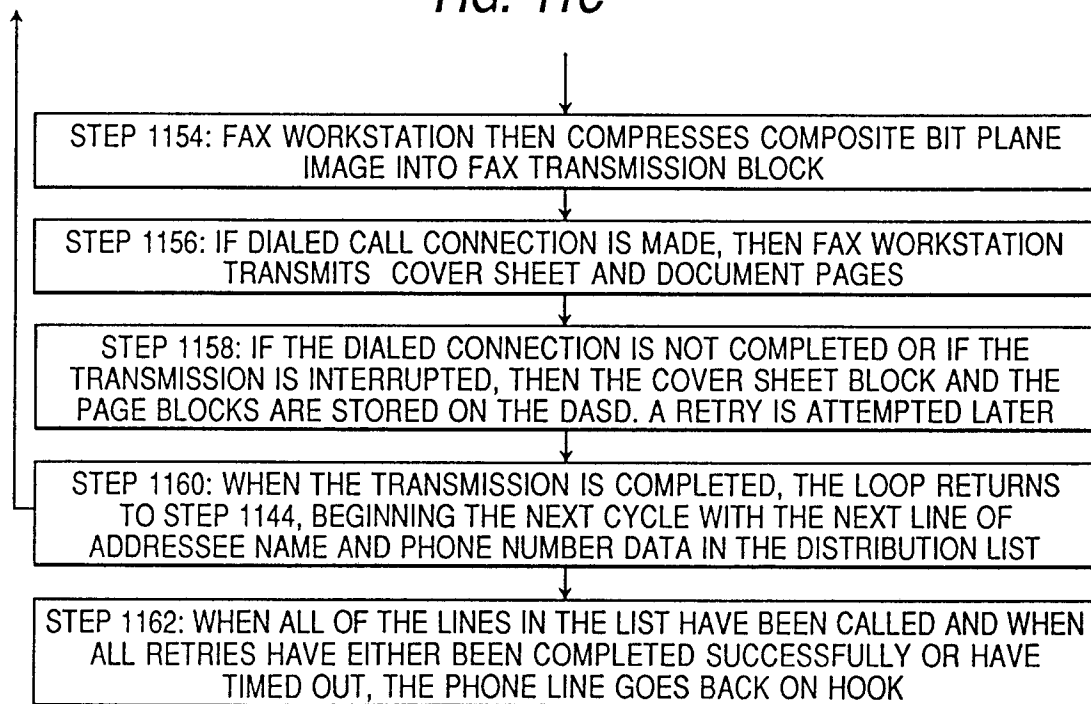 FIG. 11C
STEP 1154: FAX WORKSTATION THEN COMPRESSES COMPOSITE BIT PLANE
IMAGE INTO FAX TRANSMISSION BLOCK
STEP 1156: IF DIALED CALL CONNECTION IS MADE, THEN FAX WORKSTATION
TRANSMITS COVER SHEET AND DOCUMENT PAGES
STEP 1158: IF THE DIALED CONNECTION IS NOT COMPLETED OR IF THE
TRANSMISSION IS INTERRUPTED, THEN THE COVER SHEET BLOCK AND THE
PAGE BLOCKS ARE STORED ON THE DASD. A RETRY IS ATTEMPTED LATER
STEP 1160: WHEN THE TRANSMISSION IS COMPLETED, THE LOOP RETURNS
TO STEP 1144, BEGINNING THE NEXT CYCLE WITH THE NEXT LINE OF
ADDRESSEE NAME AND PHONE NUMBER DATA IN THE DISTRIBUTION LIST
STEP 1162: WHEN ALL OF THE LINES IN THE LIST HAVE BEEN CALLED AND WHEN
ALL RETRIES HAVE EITHER BEEN COMPLETED SUCCESSFULLY OR HAVE
TIMED OUT, THE PHONE LINE GOES BACK ON HOOK